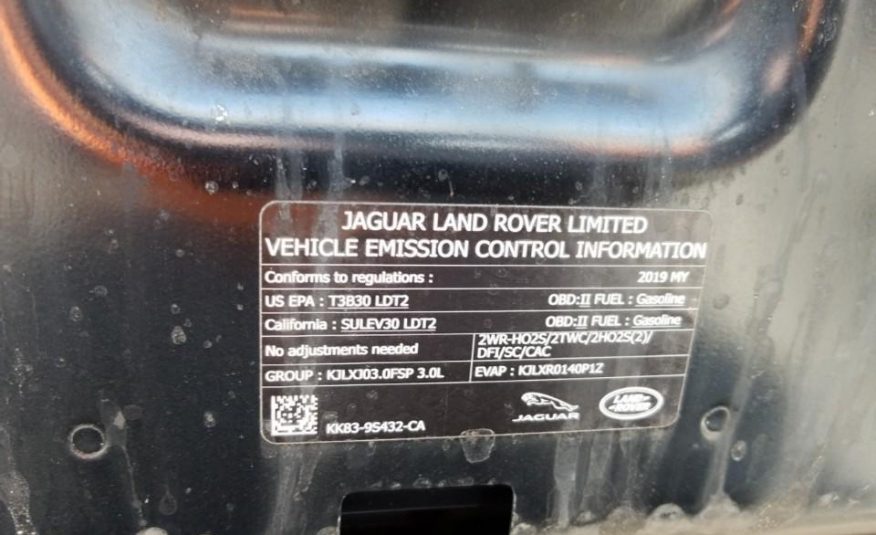 JAGUAR LAND ROVER LIMITED
VEHICLE EMISSION CONTROL INFORMATION
Conforms to regulations : 2019 MY
US EPA : T3B30 LDT2 OBD:II FUEL : Gasoline
California : SULEV30 LDT2 OBD:II FUEL : Gasoline
No adjustments needed
2WR-HO2S/2TWC/2HO2S(2)/
DFI/SC/CAC
GROUP : KJLXJ03.0FSP 3.0L EVAP : KJLXR0140P1Z
KK83-9S432-CA
JAGUAR
LAND-
-ROVER